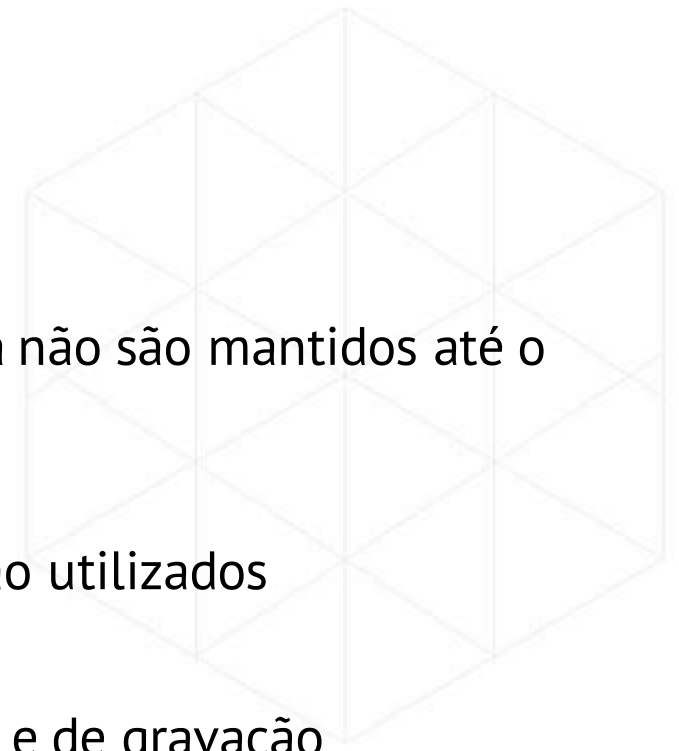 não são mantidos até o
utilizados
e de gravação